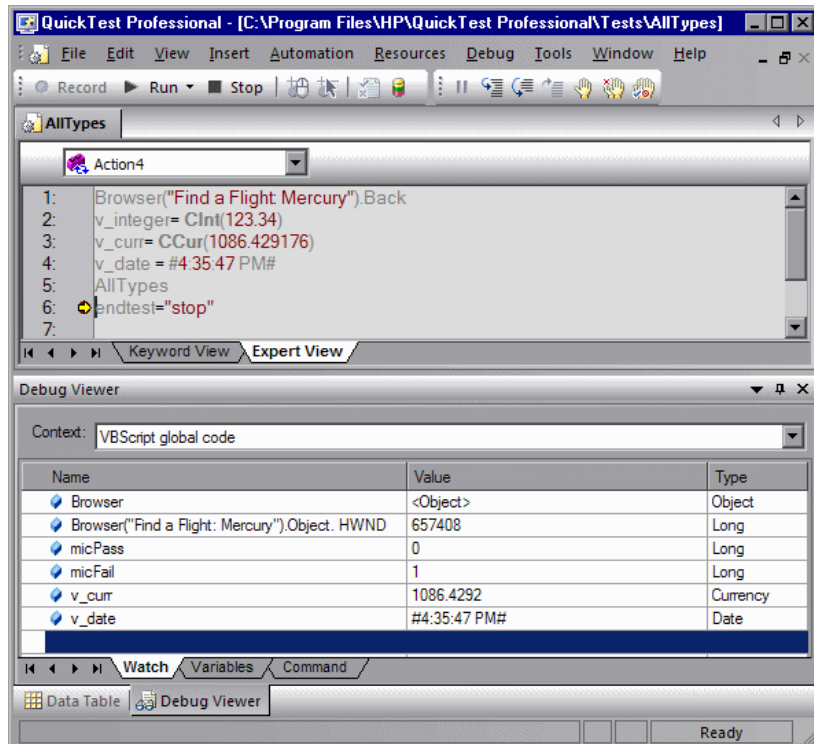 QuickTest Professional - [C:\Program Files\HP\QuickTest Professional\Tests\AllTypes]
File Edit View Insert Automation Resources Debug Tools Window Help
Record Run Stop
AllTypes
Action4
1: Browser("Find a Flight: Mercury").Back
2: v_integer= CInt(123.34)
3: v_curr= CCur(1086.429176)
4: v_date = #4:35:47 PM#
5: AllTypes
6: endtest="stop"
7:
Keyword View Expert View
Debug Viewer
Context: VBScript global code
Name Value Type
Browser <Object> Object
Browser("Find a Flight: Mercury").Object. HWND 657408 Long
micPass 0 Long
micFail 1 Long
v_curr 1086.4292 Currency
v_date #4:35:47 PM# Date
Watch Variables Command
Data Table Debug Viewer
Ready